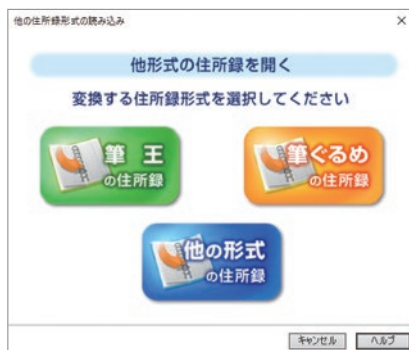 他の住所録形式の読み込み
他形式の住所録を開く
変換する住所録形式を選択してください
筆 王
の住所録
筆ぐるめ
の住所録
他の形式
の住所録
キャンセル
ヘルプ